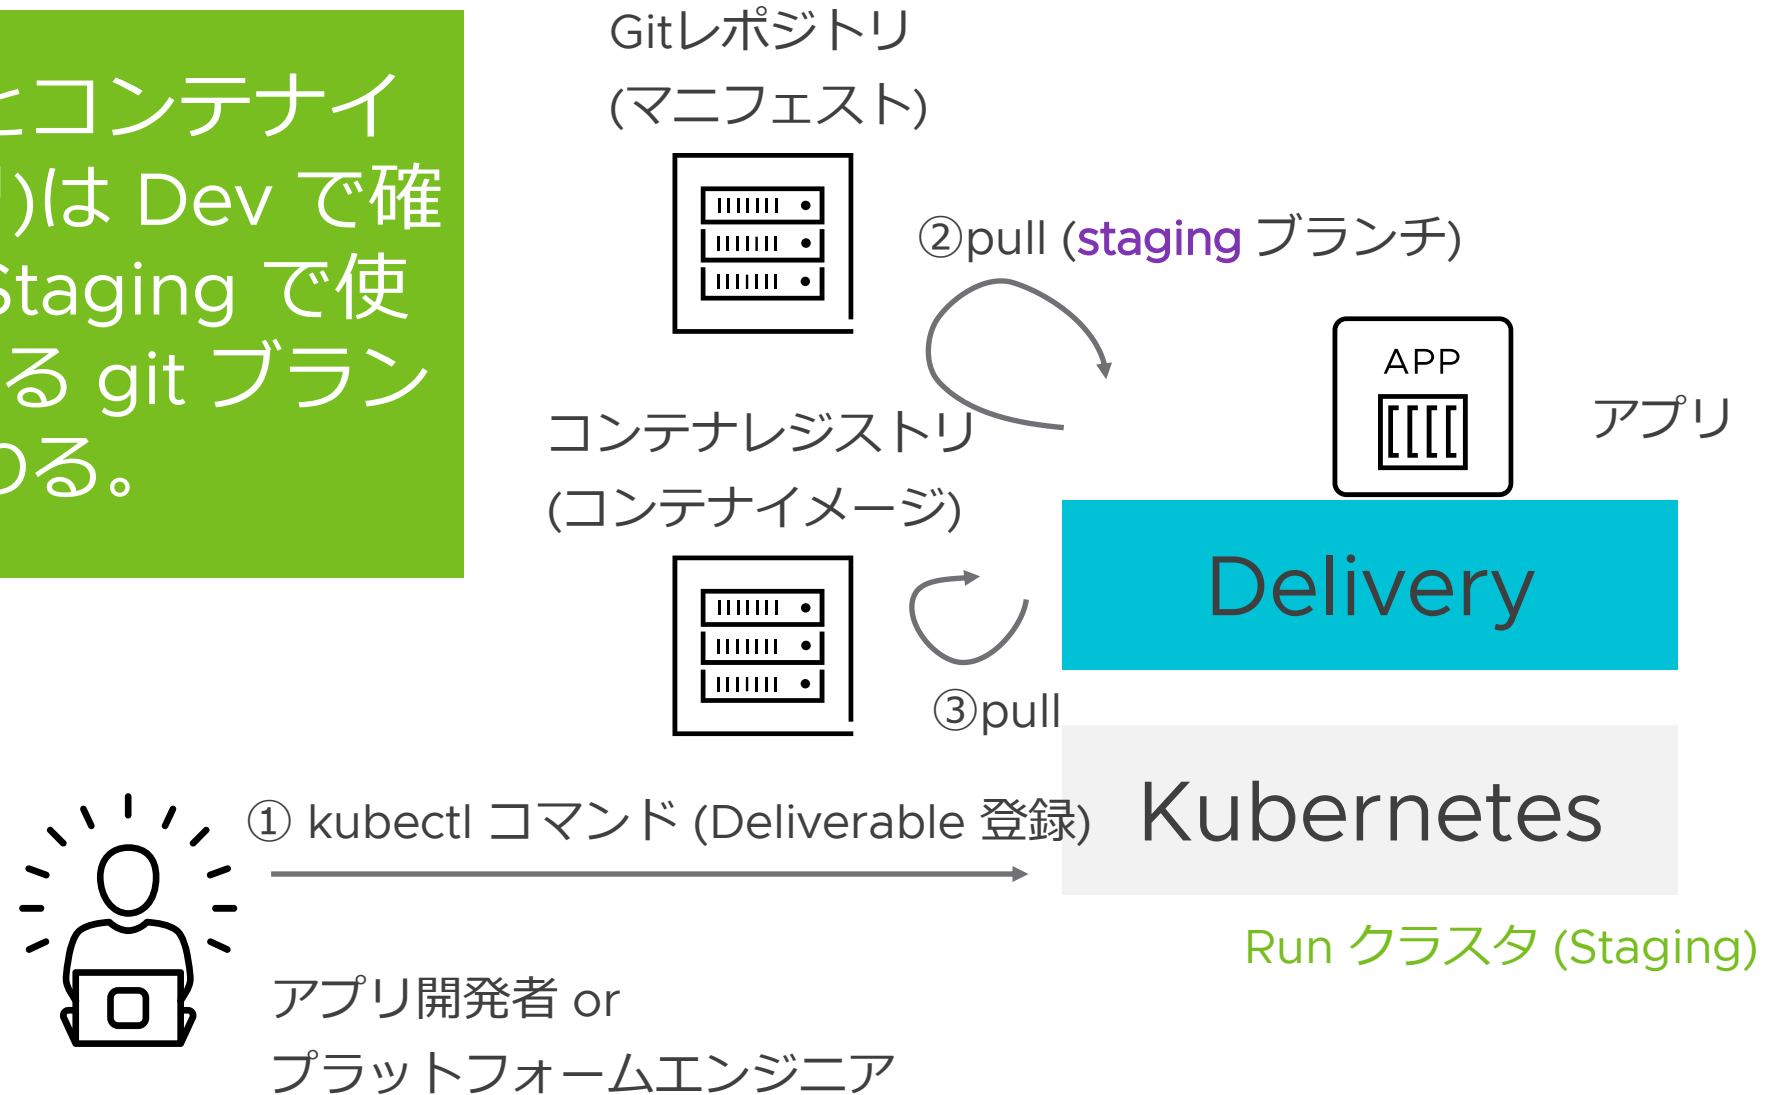 とコンテナイ
)は Dev で確
Staging で使
る git ブラン
わる。
Gitレポジトリ
(マニフェスト)
②pull (staging ブランチ)
APP
アプリ
コンテナレジストリ
(コンテナイメージ)
Delivery
③pull
① kubectl コマンド (Deliverable 登録)
Kubernetes
Run クラスタ (Staging)
アプリ開発者 or
プラットフォームエンジニア